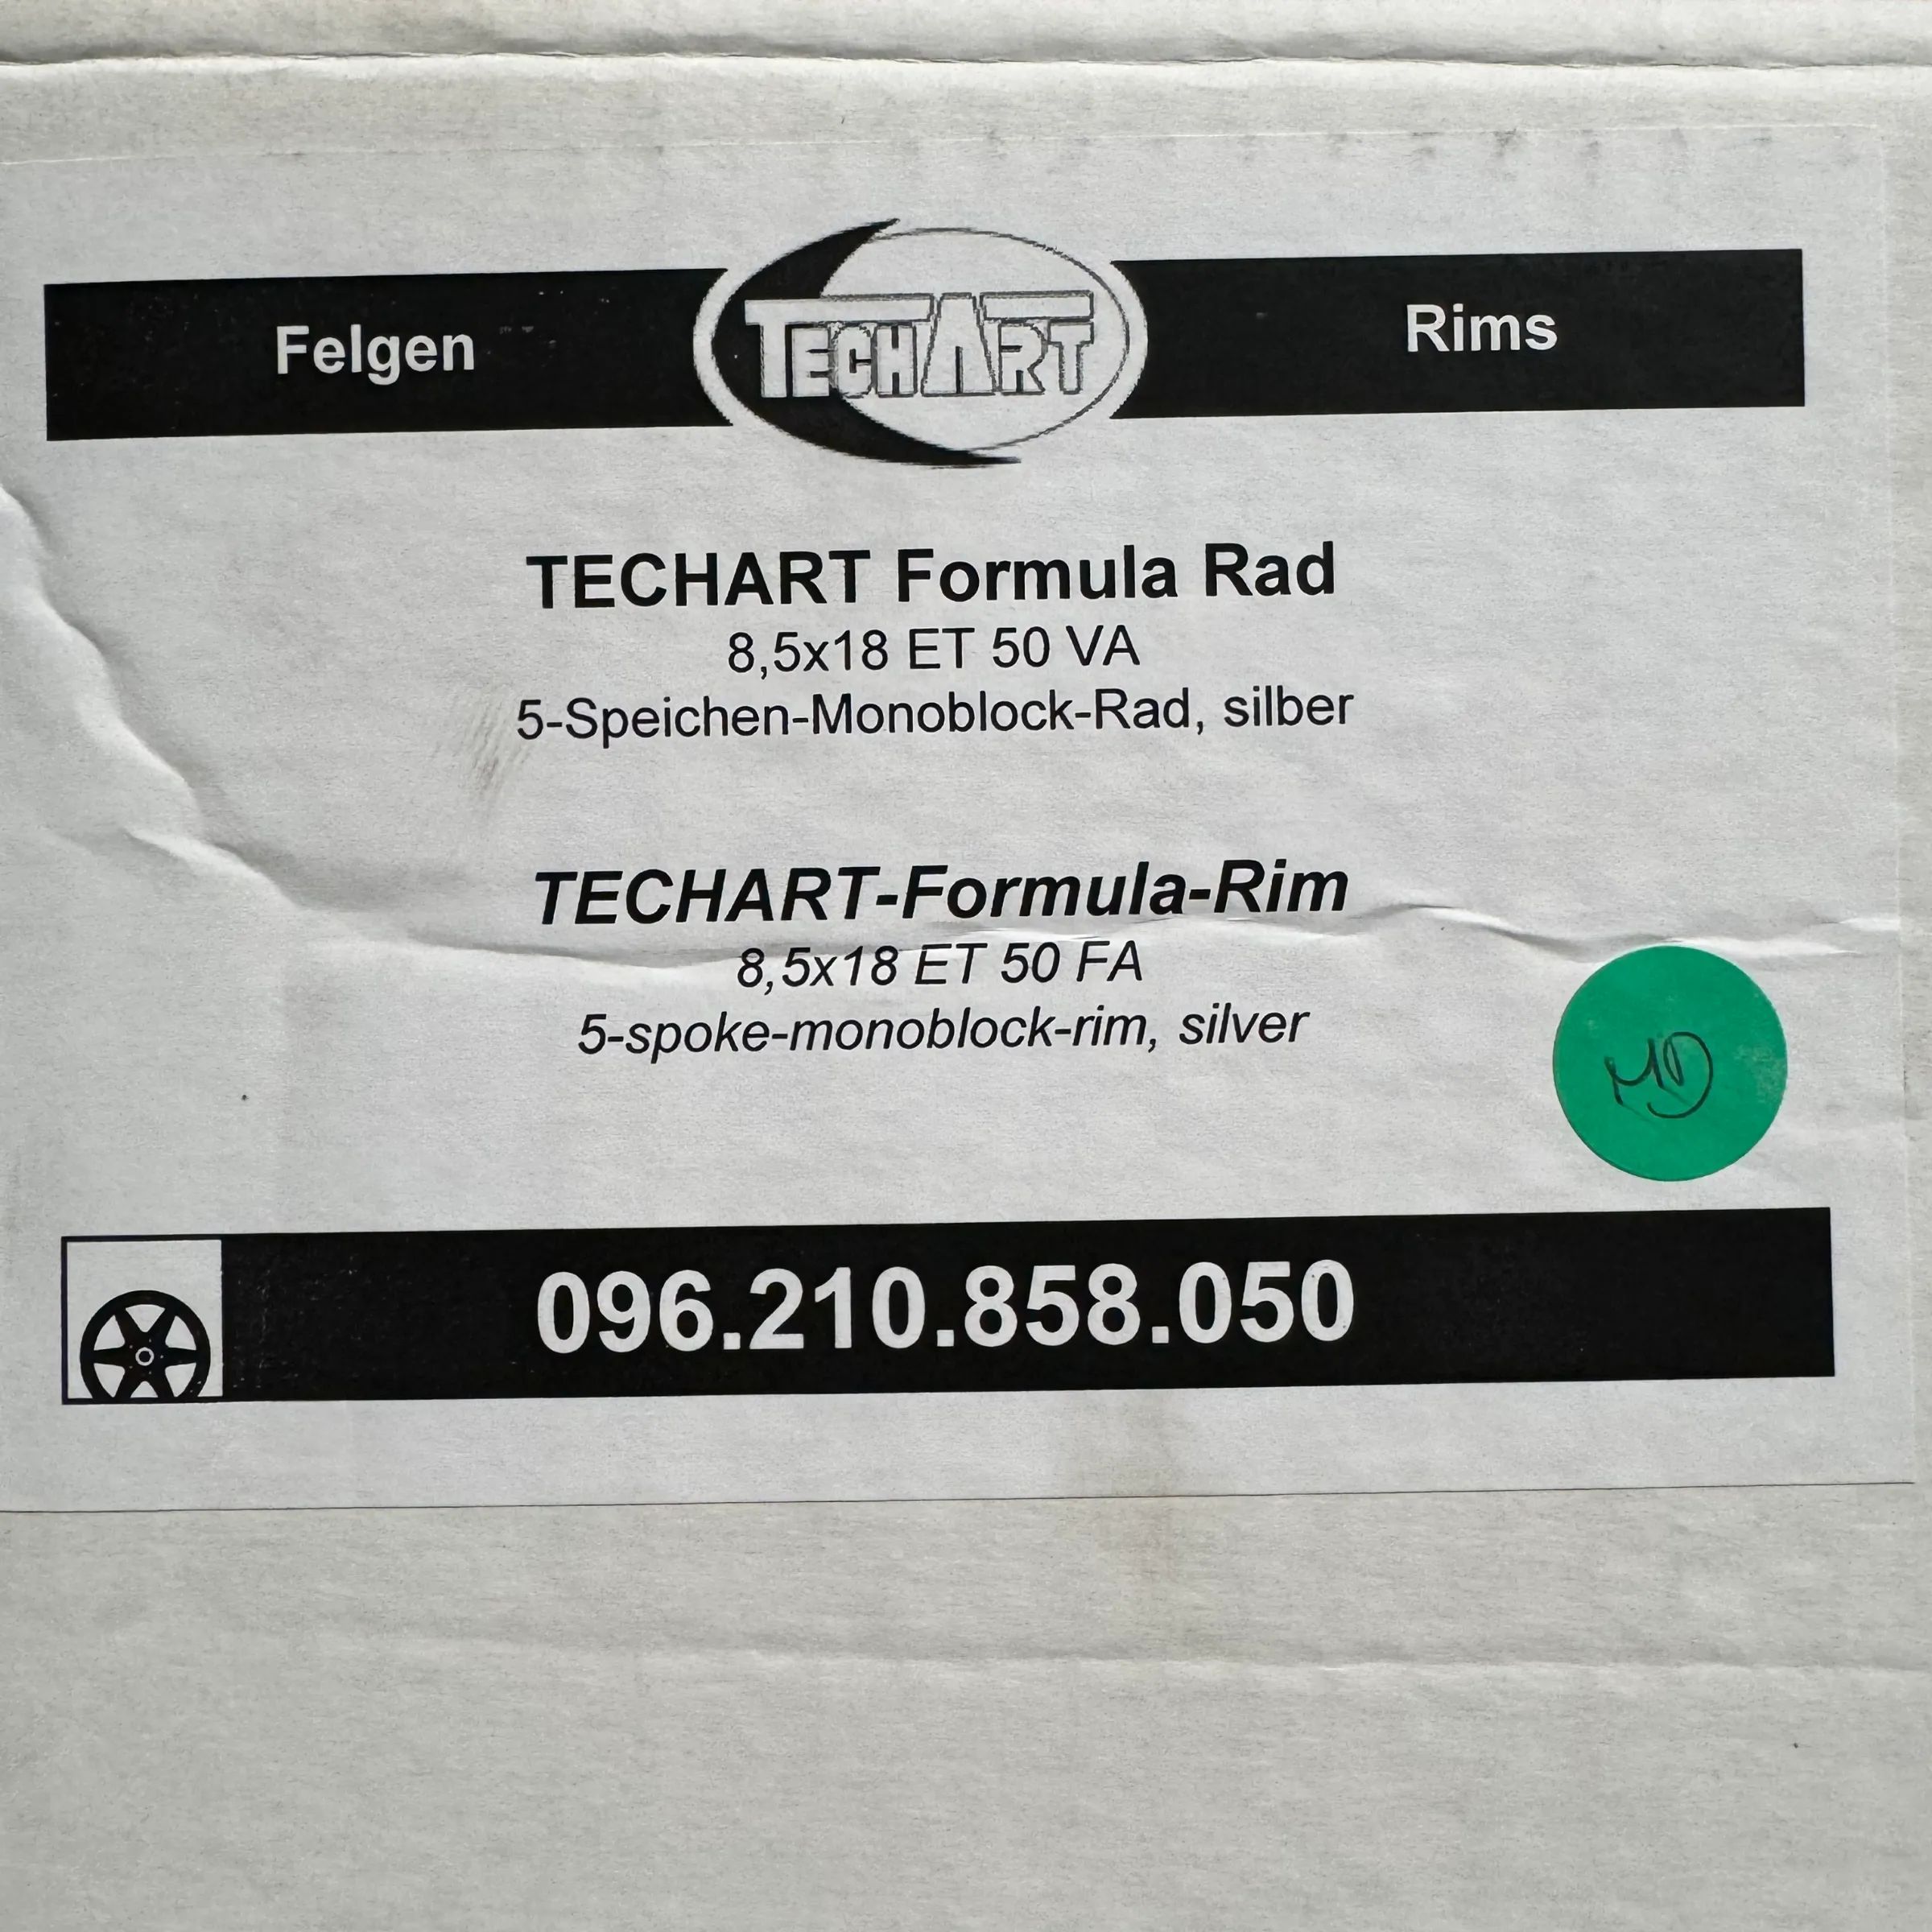 Felgen
TECHART
Rims
TECHART Formula Rad
8,5x18 ET 50 VA
5-Speichen-Monoblock-Rad, silber
TECHART-Formula-Rim
8,5x18 ET 50 FA
5-spoke-monoblock-rim, silver
096.210.858.050